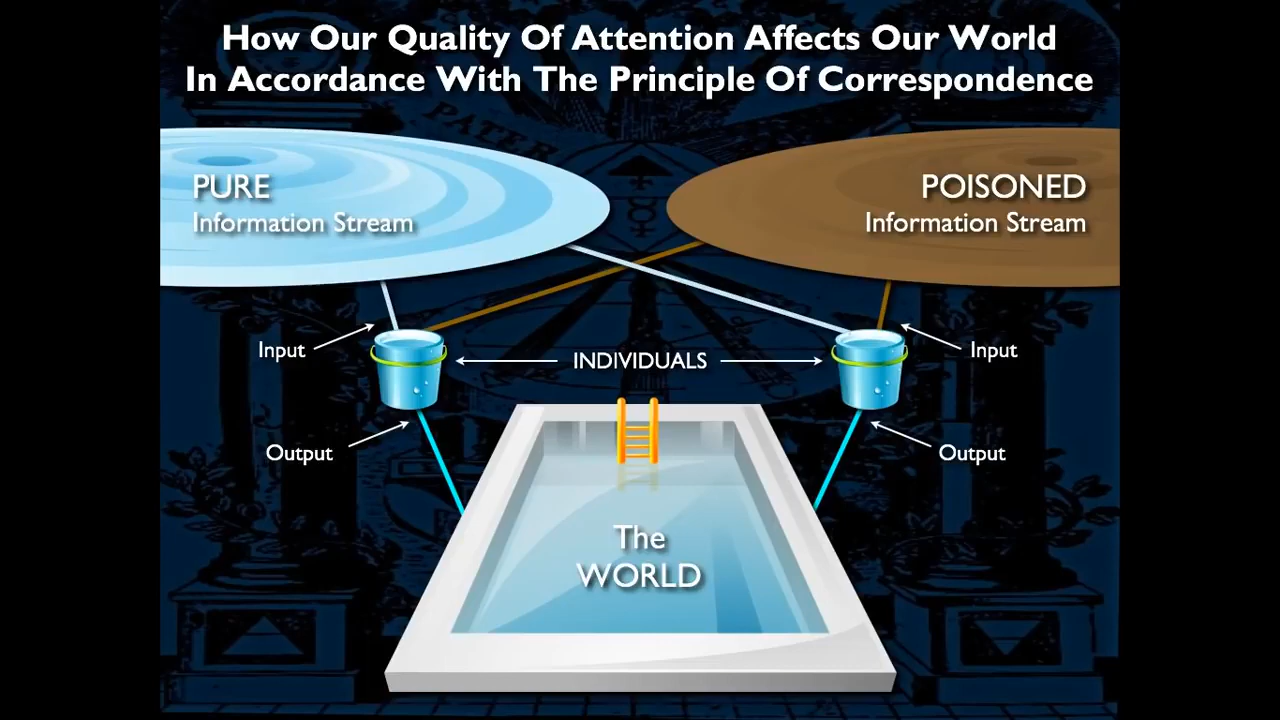 How Our Quality Of Attention Affects Our World
In Accordance With The Principle Of Correspondence
PATER
PURE
Information Stream
POISONED
Information Stream
Input
INDIVIDUALS
Input
Output
Output
The
WORLD